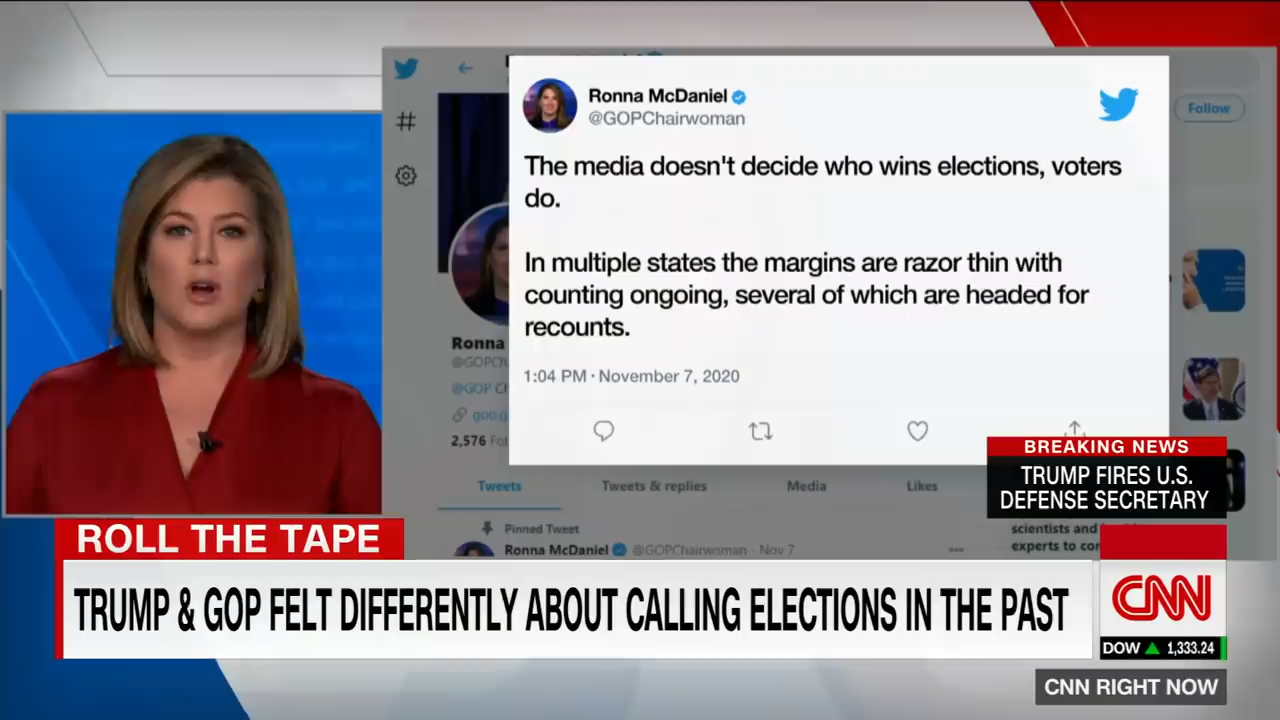 Ronna McDaniel
@GOPChairwoman
Follow
The media doesn't decide who wins elections, voters
do.
In multiple states the margins are razor thin with
counting ongoing, several of which are headed for
recounts.
1:04 PM · November 7, 2020
Ronna
@GOP
2,576
Tweets
Tweets & replies
Media
Likes
Pinned Tweet
Ronna McDaniel @GOPChairwoman · Nov 7
scientists and
experts to
BREAKING NEWS
TRUMP FIRES U.S.
DEFENSE SECRETARY
ROLL THE TAPE
TRUMP & GOP FELT DIFFERENTLY ABOUT CALLING ELECTIONS IN THE PAST
CNN
DOW ▲ 1,333.24
CNN RIGHT NOW